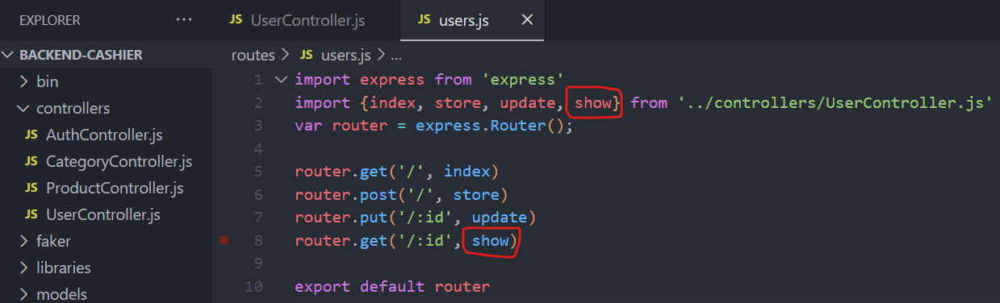 EXPLORER ··· JS UserController.js JS users.js ×
BACKEND-CASHIER routes > JS users.js > ...
bin
controllers
JS AuthController.js
JS CategoryController.js
JS ProductController.js
JS UserController.js
faker
libraries
models
1 import express from 'express'
2 import {index, store, update, show} from '../controllers/UserController.js'
3 var router = express.Router();
4
5 router.get('/', index)
6 router.post('/', store)
7 router.put('/:id', update)
8 router.get('/:id', show)
9
10 export default router